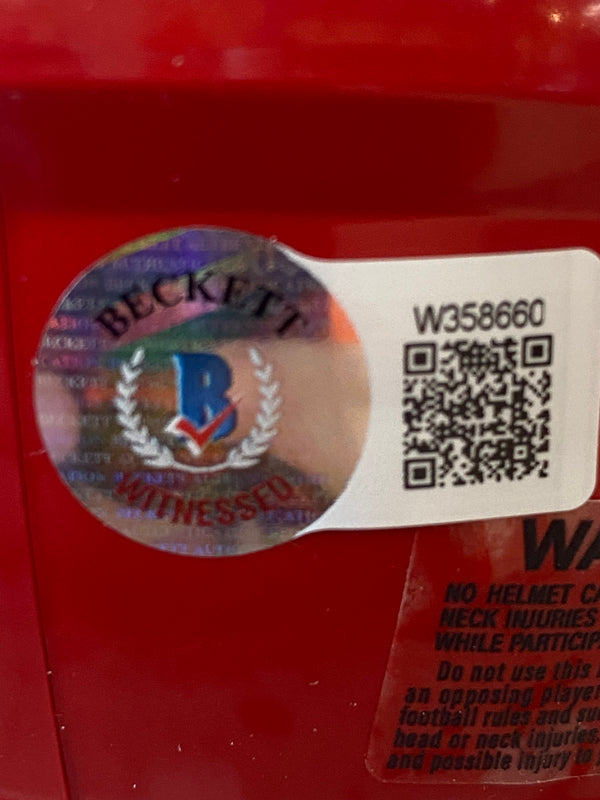 BECKETT
B
WITNESSED
W358660
WA
NO HELMET CA
NECK INJURIES
WHILE PARTICIP
Do not use this
an opposing player
football rules and su
head or neck injuries,
and possible injury to